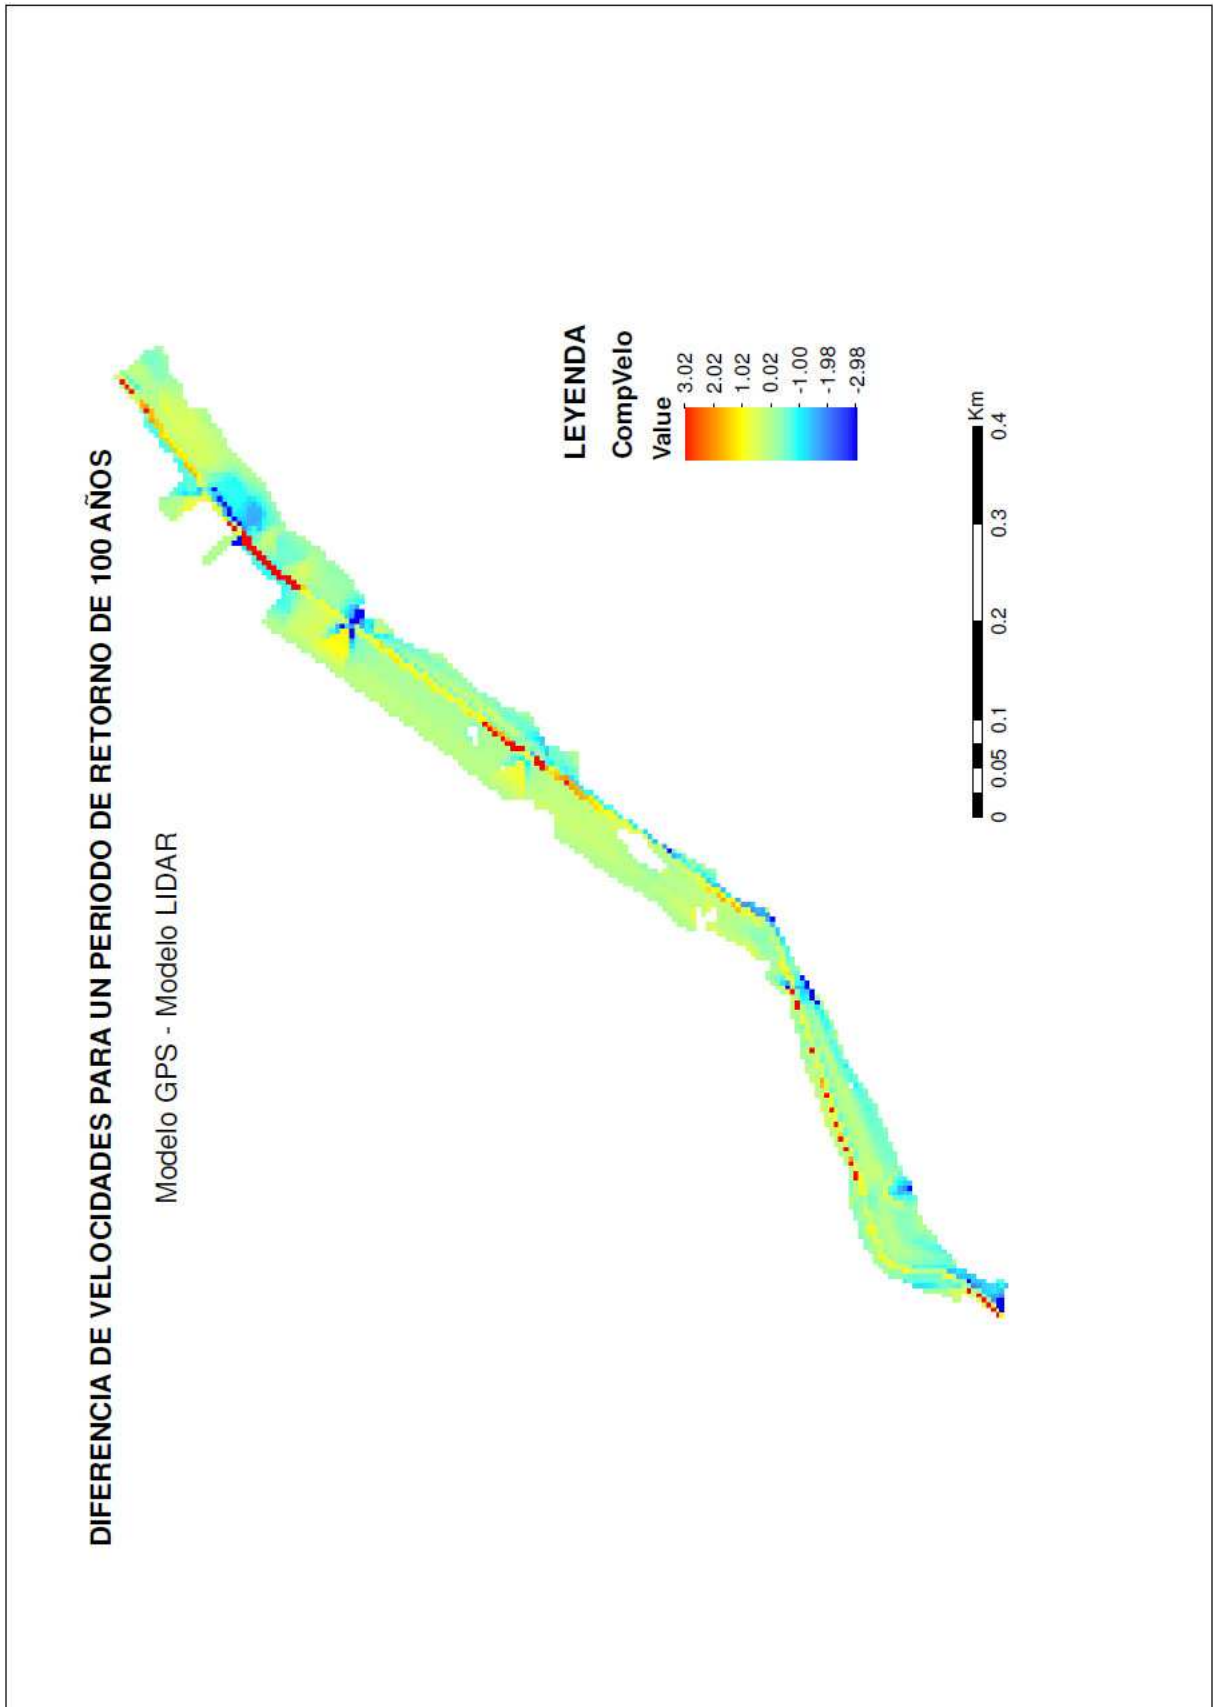 DIFERENCIA DE VELOCIDADES PARA UN PERIODO DE RETORNO DE 100 AÑOS
Modelo GPS - Modelo LIDAR
LEYENDA
CompVelo
Value
3.02
2.02
1.02
0.02
-1.00
-1.98
-2.98
Km
0 0.05 0.1 0.2 0.3 0.4